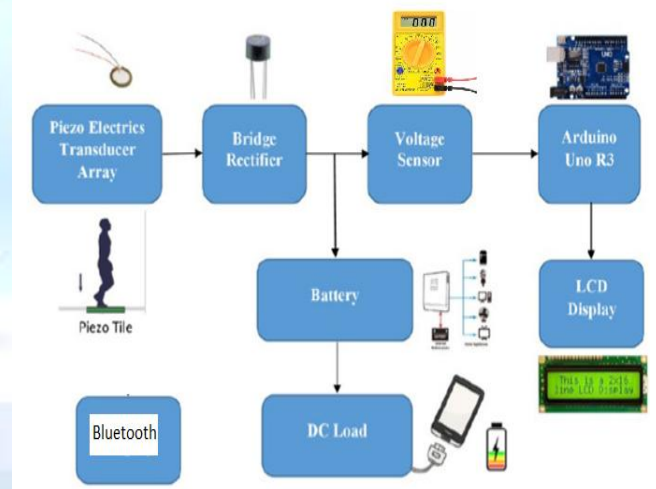 Piezo Electrics
Transducer
Array
Bridge
Rectifier
Voltage
Sensor
Arduino
Uno R3
Piezo Tile
Battery
LCD
Display
This is a 2x16
line LCD Display
Bluetooth
DC Load